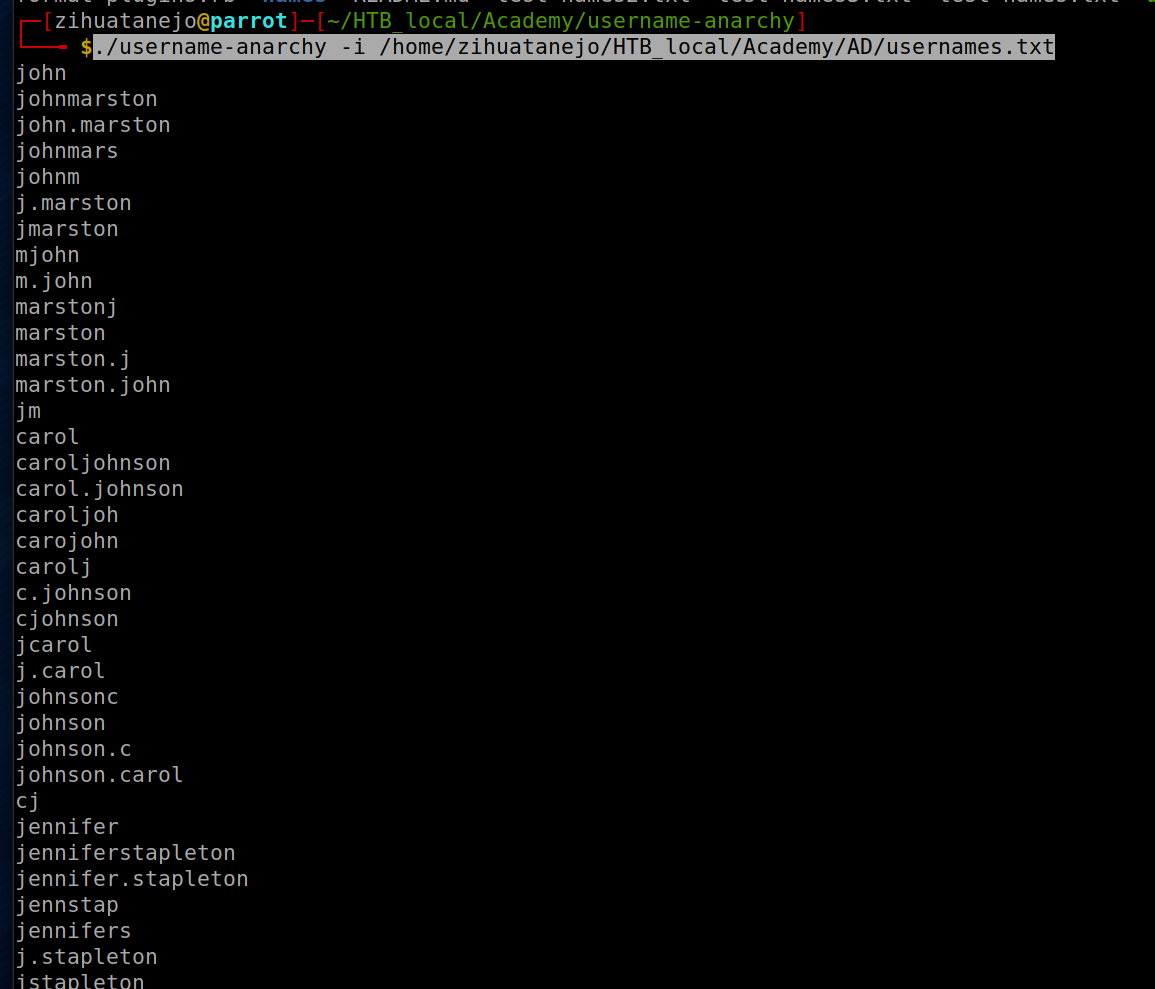 ┌─[zihuatanejo@parrot]─[~/HTB_local/Academy/username-anarchy]
└──╼ $./username-anarchy -i /home/zihuatanejo/HTB_local/Academy/AD/usernames.txt
john
johnmarston
john.marston
johnmars
johnm
j.marston
jmarston
mjohn
m.john
marstonj
marston
marston.j
marston.john
jm
carol
caroljohnson
carol.johnson
caroljoh
carojohn
carolj
c.johnson
cjohnson
jcarol
j.carol
johnsonc
johnson
johnson.c
johnson.carol
cj
jennifer
jenniferstapleton
jennifer.stapleton
jennstap
jennifers
j.stapleton
jstapleton